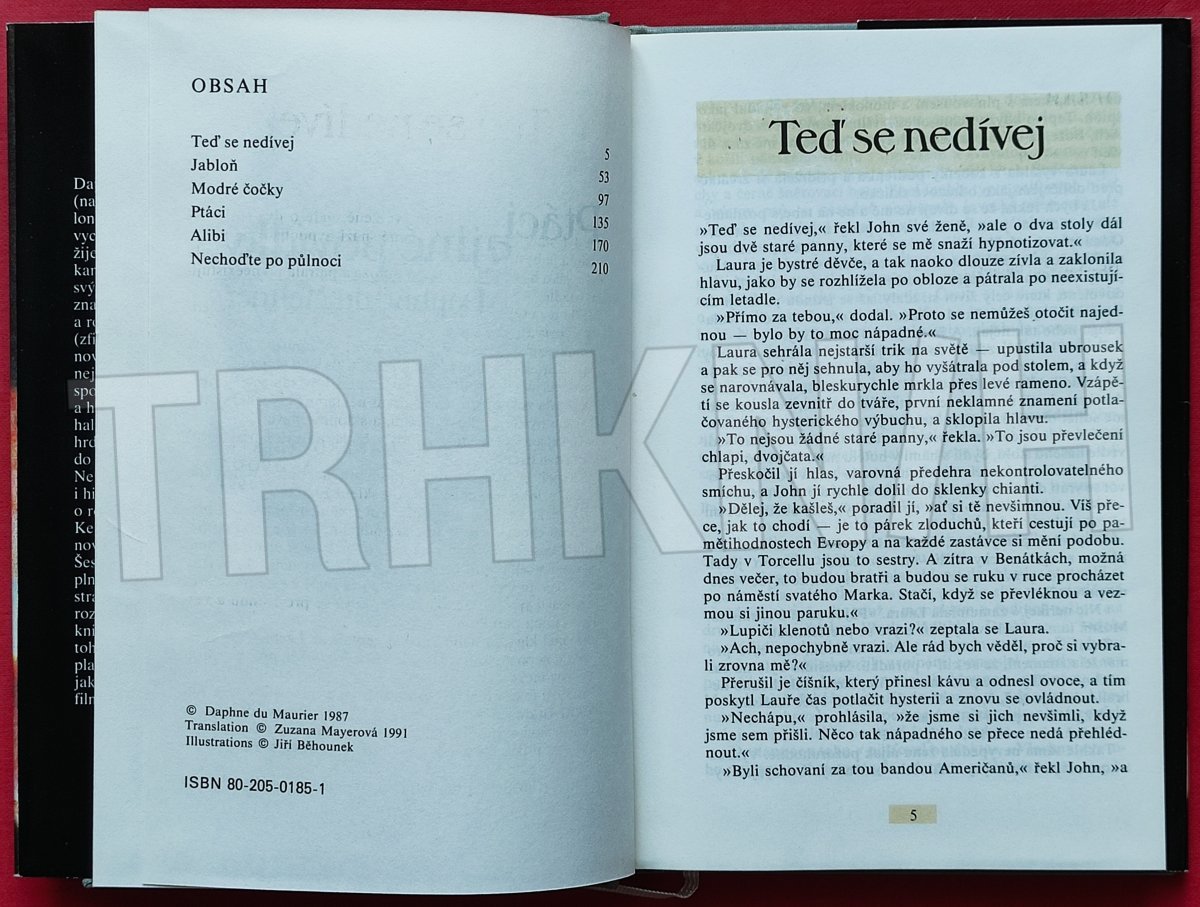 OBSAH
Teď se nedívej 5
Jabloň 53
Modré čočky 97
Ptáci 135
Alibi 170
Nechoďte po půlnoci 210
© Daphne du Maurier 1987
Translation © Zuzana Mayerová 1991
Illustrations © Jiří Běhounek
ISBN 80-205-0185-1
Teď se nedívej
»Teď se nedívej,« řekl John své ženě, »ale o dva stoly dál
jsou dvě staré panny, které se mě snaží hypnotizovat.«
Laura je bystré děvče, a tak naoko dlouze zívla a zaklonila
hlavu, jako by se rozhlížela po obloze a pátrala po neexistují-
cím letadle.
»Přímo za tebou,« dodal. »Proto se nemůžeš otočit najed-
nou — bylo by to moc nápadné.«
Laura sehrála nejstarší trik na světě — upustila ubrousek
a pak se pro něj sehnula, aby ho vyšátrala pod stolem, a když
se narovnávala, bleskurychle mrkla přes levé rameno. Vzápě-
tí se kousla zevnitř do tváře, první neklamné znamení potla-
čovaného hysterického výbuchu, a sklopila hlavu.
»To nejsou žádné staré panny,« řekla. »To jsou převlečení
chlapi, dvojčata.«
Přeskočil jí hlas, varovná předehra nekontrolovatelného
smíchu, a John jí rychle dolil do sklenky chianti.
»Dělej, že kašleš,« poradil jí, »ať si tě nevšimnou. Víš pře-
ce, jak to chodí — je to párek zloduchů, kteří cestují po pa-
mětihodnostech Evropy a na každé zastávce si mění podobu.
Tady v Torcellu jsou to sestry. A zítra v Benátkách, možná
dnes večer, to budou bratři a budou se ruku v ruce procházet
po náměstí svatého Marka. Stačí, když se převléknou a vez-
mou si jinou paruku.«
»Lupiči klenotů nebo vrazi?« zeptala se Laura.
»Ach, nepochybně vrazi. Ale rád bych věděl, proč si vybra-
li zrovna mě?«
Přerušil je číšník, který přinesl kávu a odnesl ovoce, a tím
poskytl Lauře čas potlačit hysterii a znovu se ovládnout.
»Nechápu,« prohlásila, »že jsme si jich nevšimli, když
jsme sem přišli. Něco tak nápadného se přece nedá přehléd-
nout.«
»Byli schovaní za tou bandou Američanů,« řekl John, »a
5
TRHKNIH